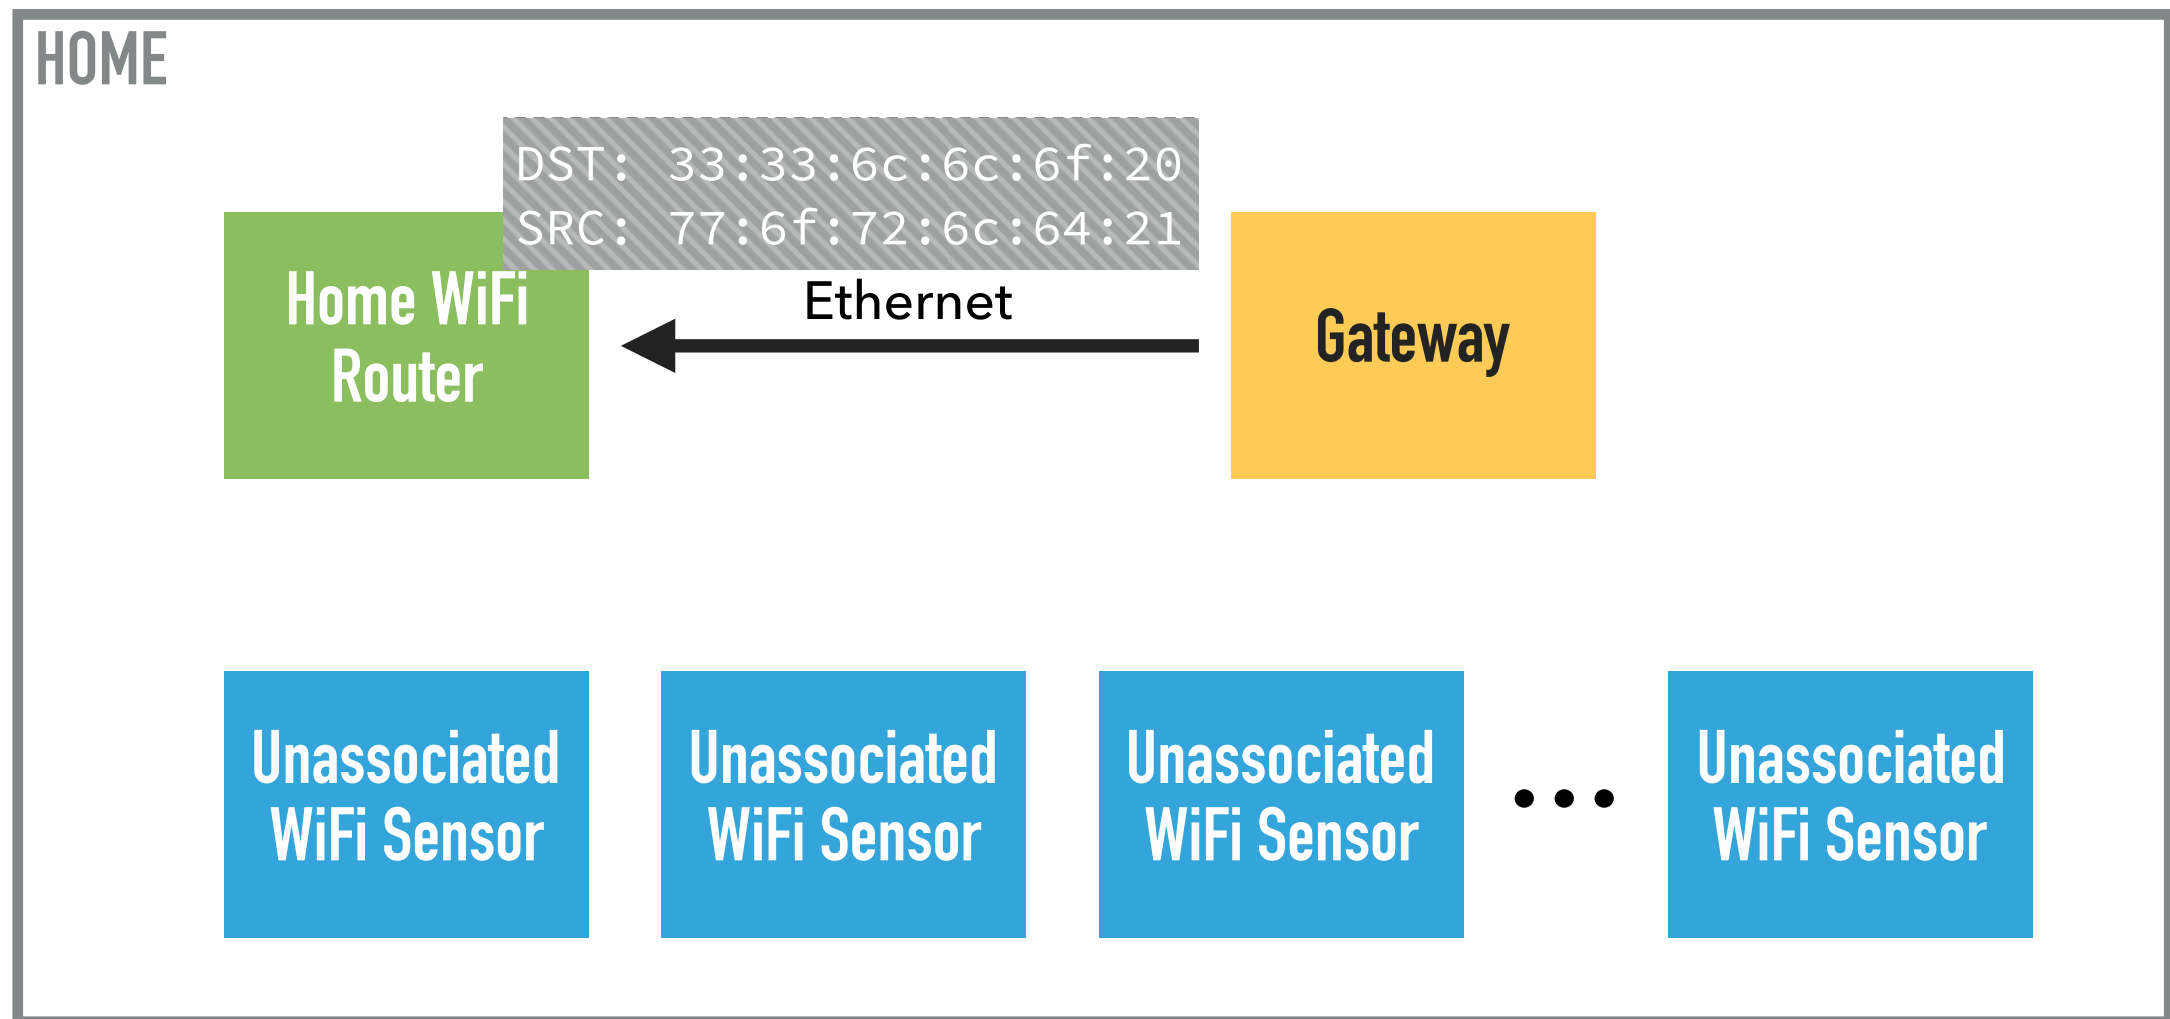 HOME
DST: 33:33:6c:6c:6f:20
SRC: 77:6f:72:6c:64:21
Home WiFi
Router
Ethernet
Gateway
Unassociated
WiFi Sensor
Unassociated
WiFi Sensor
Unassociated
WiFi Sensor
...
Unassociated
WiFi Sensor